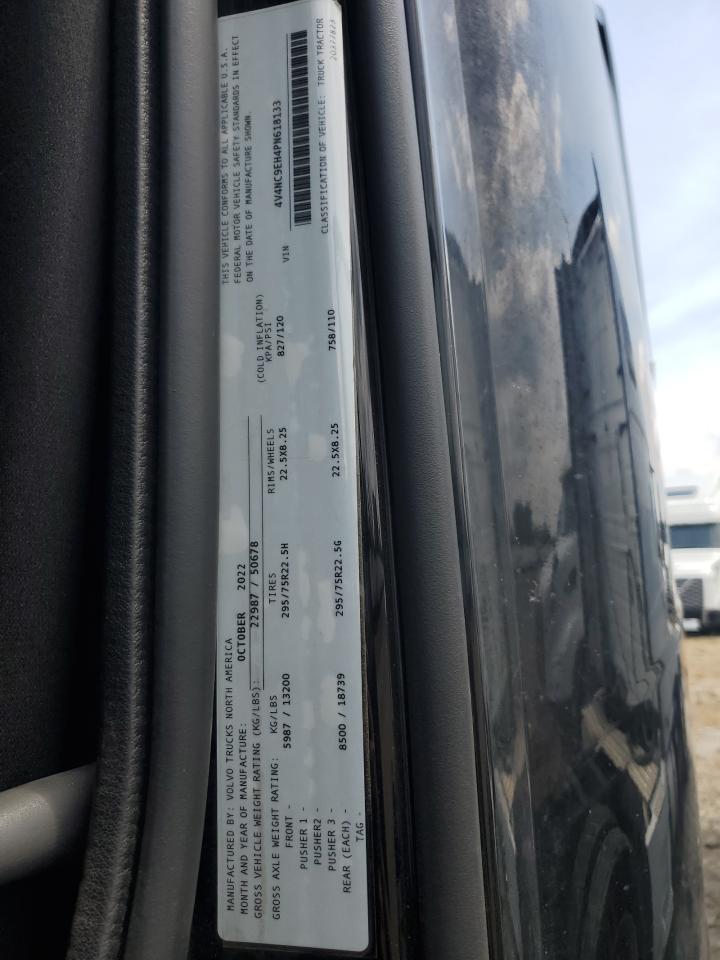 MANUFACTURED BY: VOLVO TRUCKS NORTH AMERICA
MONTH AND YEAR OF MANUFACTURE: OCTOBER 2022
GROSS VEHICLE WEIGHT RATING (KG/LBS): 22987 / 50678
GROSS AXLE WEIGHT RATING: KG/LBS TIRES RIMS/WHEELS (COLD INFLATION) KPA/PSI
FRONT - 5987 / 13200 295/75R22.5H 22.5X8.25 827/120
PUSHER 1 -
PUSHER2 -
PUSHER 3 -
REAR (EACH) - 8500 / 18739 295/75R22.5G 22.5X8.25 758/110
TAG -
THIS VEHICLE CONFORMS TO ALL APPLICABLE U.S.A.
FEDERAL MOTOR VEHICLE SAFETY STANDARDS IN EFFECT
ON THE DATE OF MANUFACTURE SHOWN.
4V4NC9EH4PN618133
VIN
CLASSIFICATION OF VEHICLE: TRUCK TRACTOR
20377823